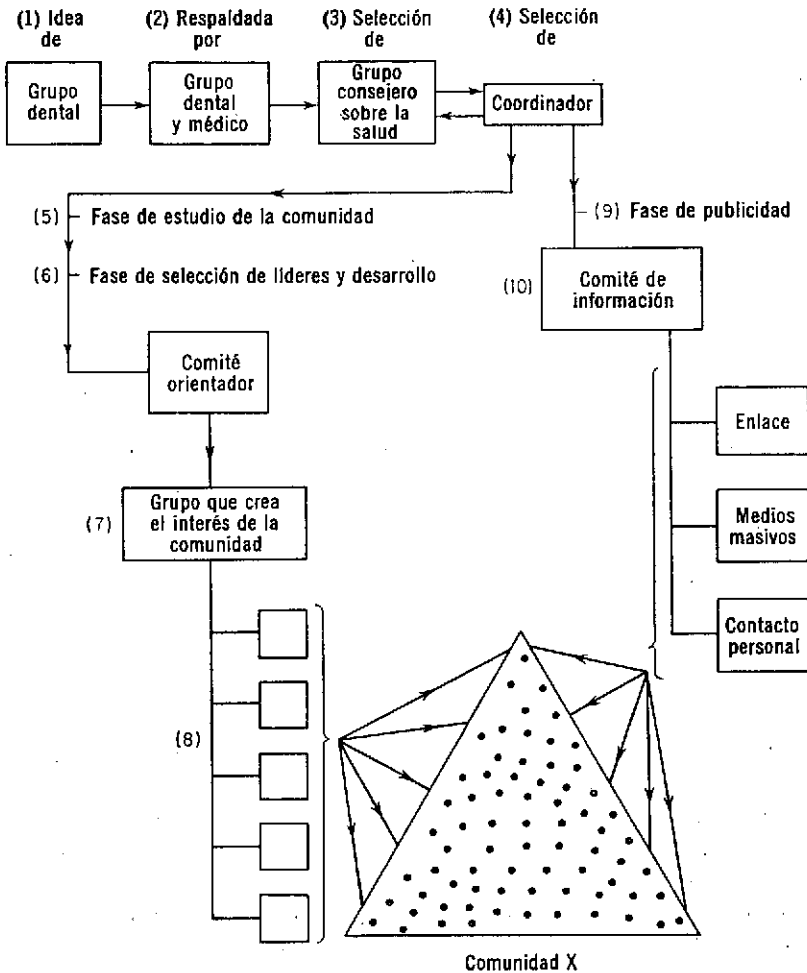 (1) Idea de
(2) Respaldada por
(3) Selección de
(4) Selección de
Grupo dental
Grupo dental y médico
Grupo consejero sobre la salud
Coordinador
(5) Fase de estudio de la comunidad
(9) Fase de publicidad
(6) Fase de selección de líderes y desarrollo
(10)
Comité de información
Comité orientador
Enlace
(7)
Grupo que crea el interés de la comunidad
Medios masivos
Contacto personal
(8)
Comunidad X